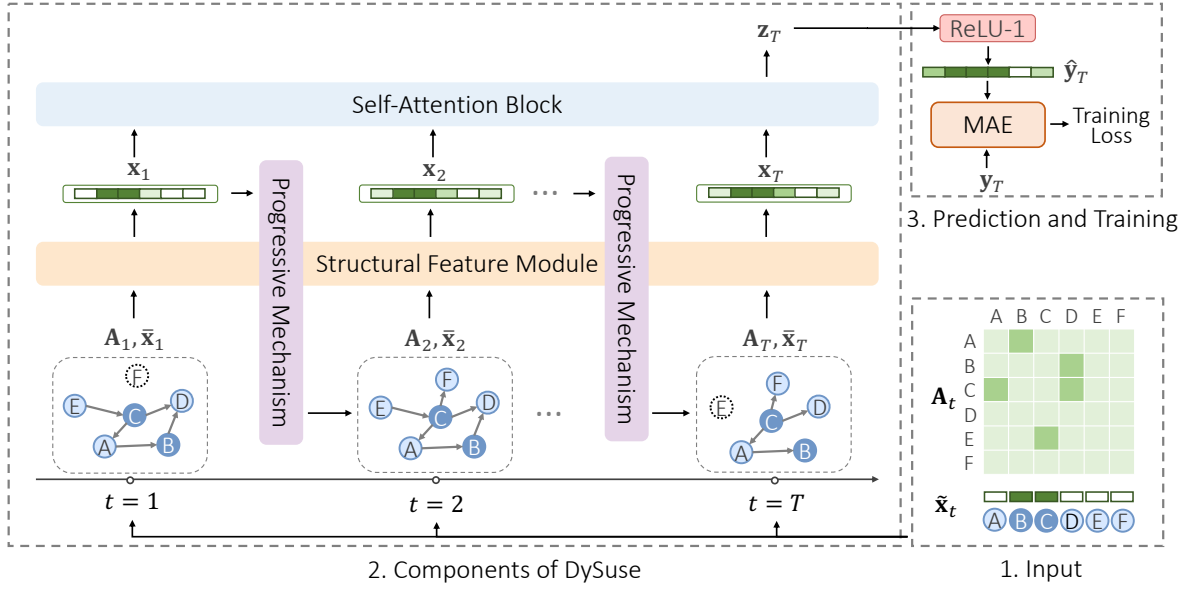 z_T
ReLU-1
ŷ_T
Self-Attention Block
MAE
Training
Loss
x_1
x_2
x_T
y_T
Progressive Mechanism
...
Progressive Mechanism
3. Prediction and Training
Structural Feature Module
A_1, x̄_1
A_2, x̄_2
A_T, x̄_T
F
E
C
D
A
B
F
E
C
D
A
B
...
F
E
C
D
A
B
A B C D E F
A
B
C
D
E
F
A_t
x̃_t
A B C D E F
t = 1
t = 2
t = T
2. Components of DySuse
1. Input